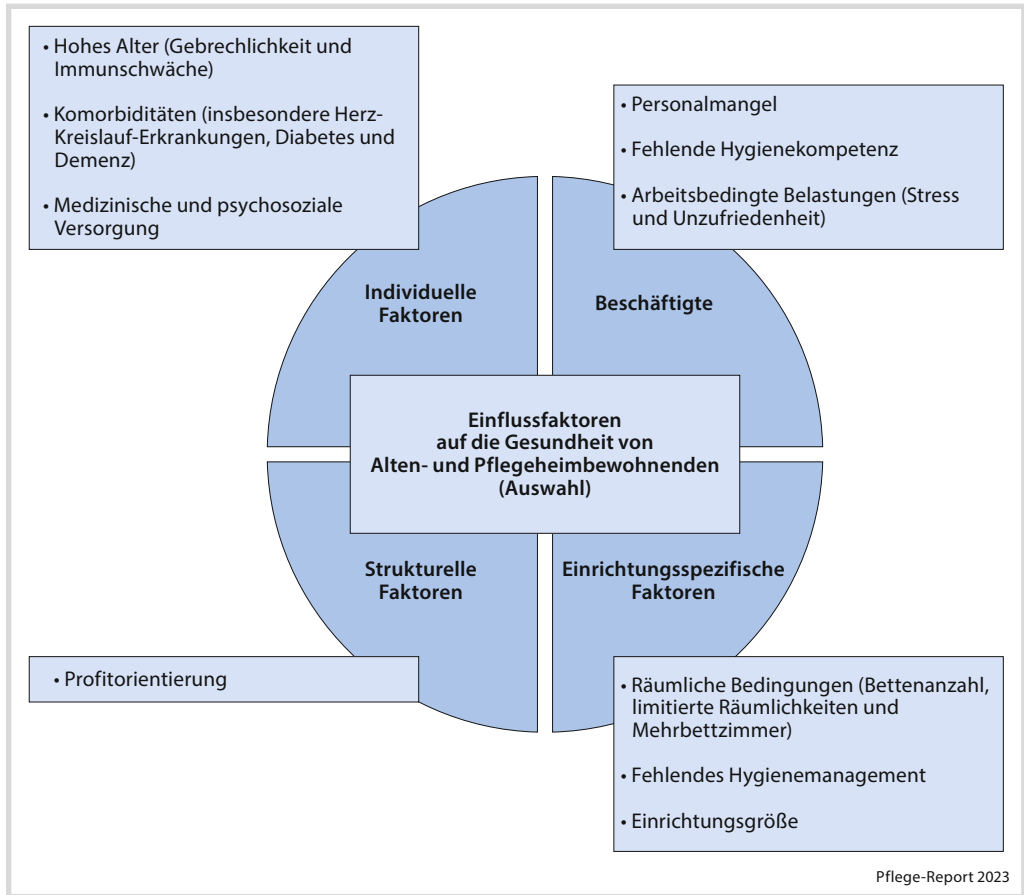 • Hohes Alter (Gebrechlichkeit und
Immunschwäche)
• Komorbiditäten (insbesondere Herz-
Kreislauf-Erkrankungen, Diabetes und
Demenz)
• Medizinische und psychosoziale
Versorgung
• Personalmangel
• Fehlende Hygienekompetenz
• Arbeitsbedingte Belastungen (Stress
und Unzufriedenheit)
Individuelle
Faktoren
Beschäftigte
Einflussfaktoren
auf die Gesundheit von
Alten- und Pflegeheimbewohnenden
(Auswahl)
Strukturelle
Faktoren
Einrichtungsspezifische
Faktoren
• Profitorientierung
• Räumliche Bedingungen (Bettenanzahl,
limitierte Räumlichkeiten und
Mehrbettzimmer)
• Fehlendes Hygienemanagement
• Einrichtungsgröße
Pflege-Report 2023